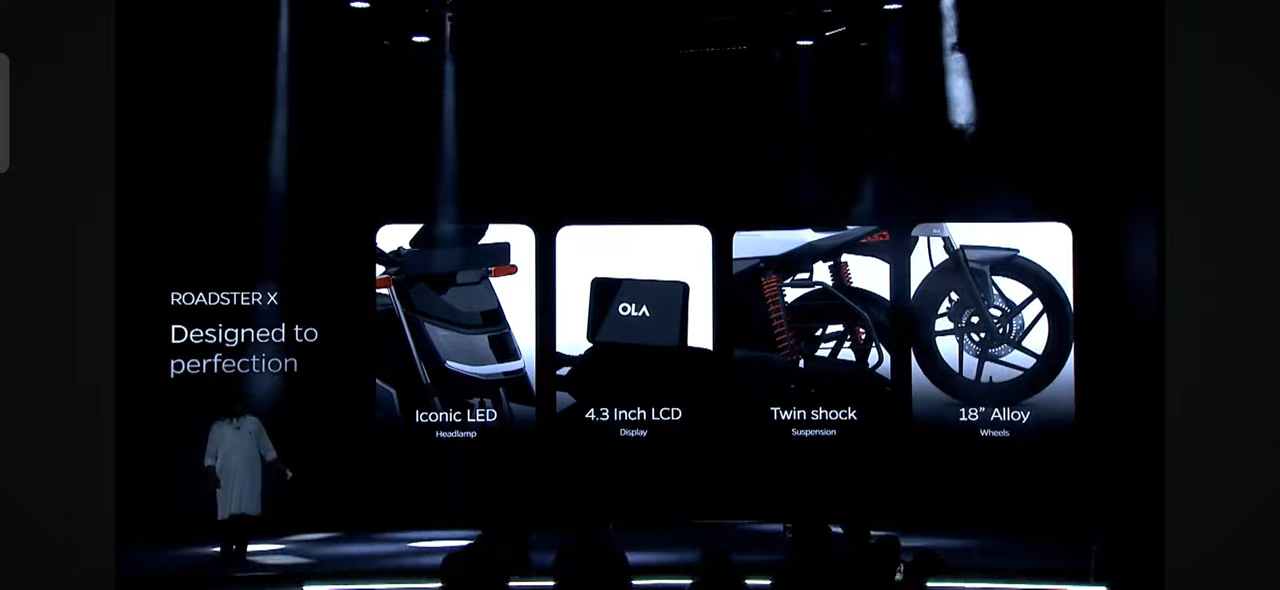 ROADSTER X
Designed to
perfection
OLA
Iconic LED
Headlamp
4.3 Inch LCD
Display
Twin shock
Suspension
18” Alloy
Wheels